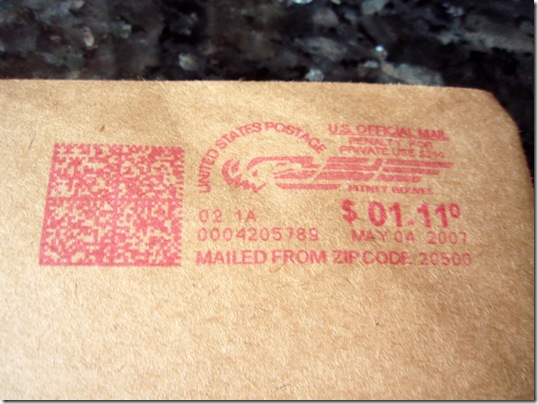 UNITED STATES POSTAGE
U.S. OFFICIAL MAIL
PENALTY FOR
PRIVATE USE $300
PITNEY BOWES
02 1A
$ 01.11⁰
0004205789
MAY 04 2007
MAILED FROM ZIP CODE 20500